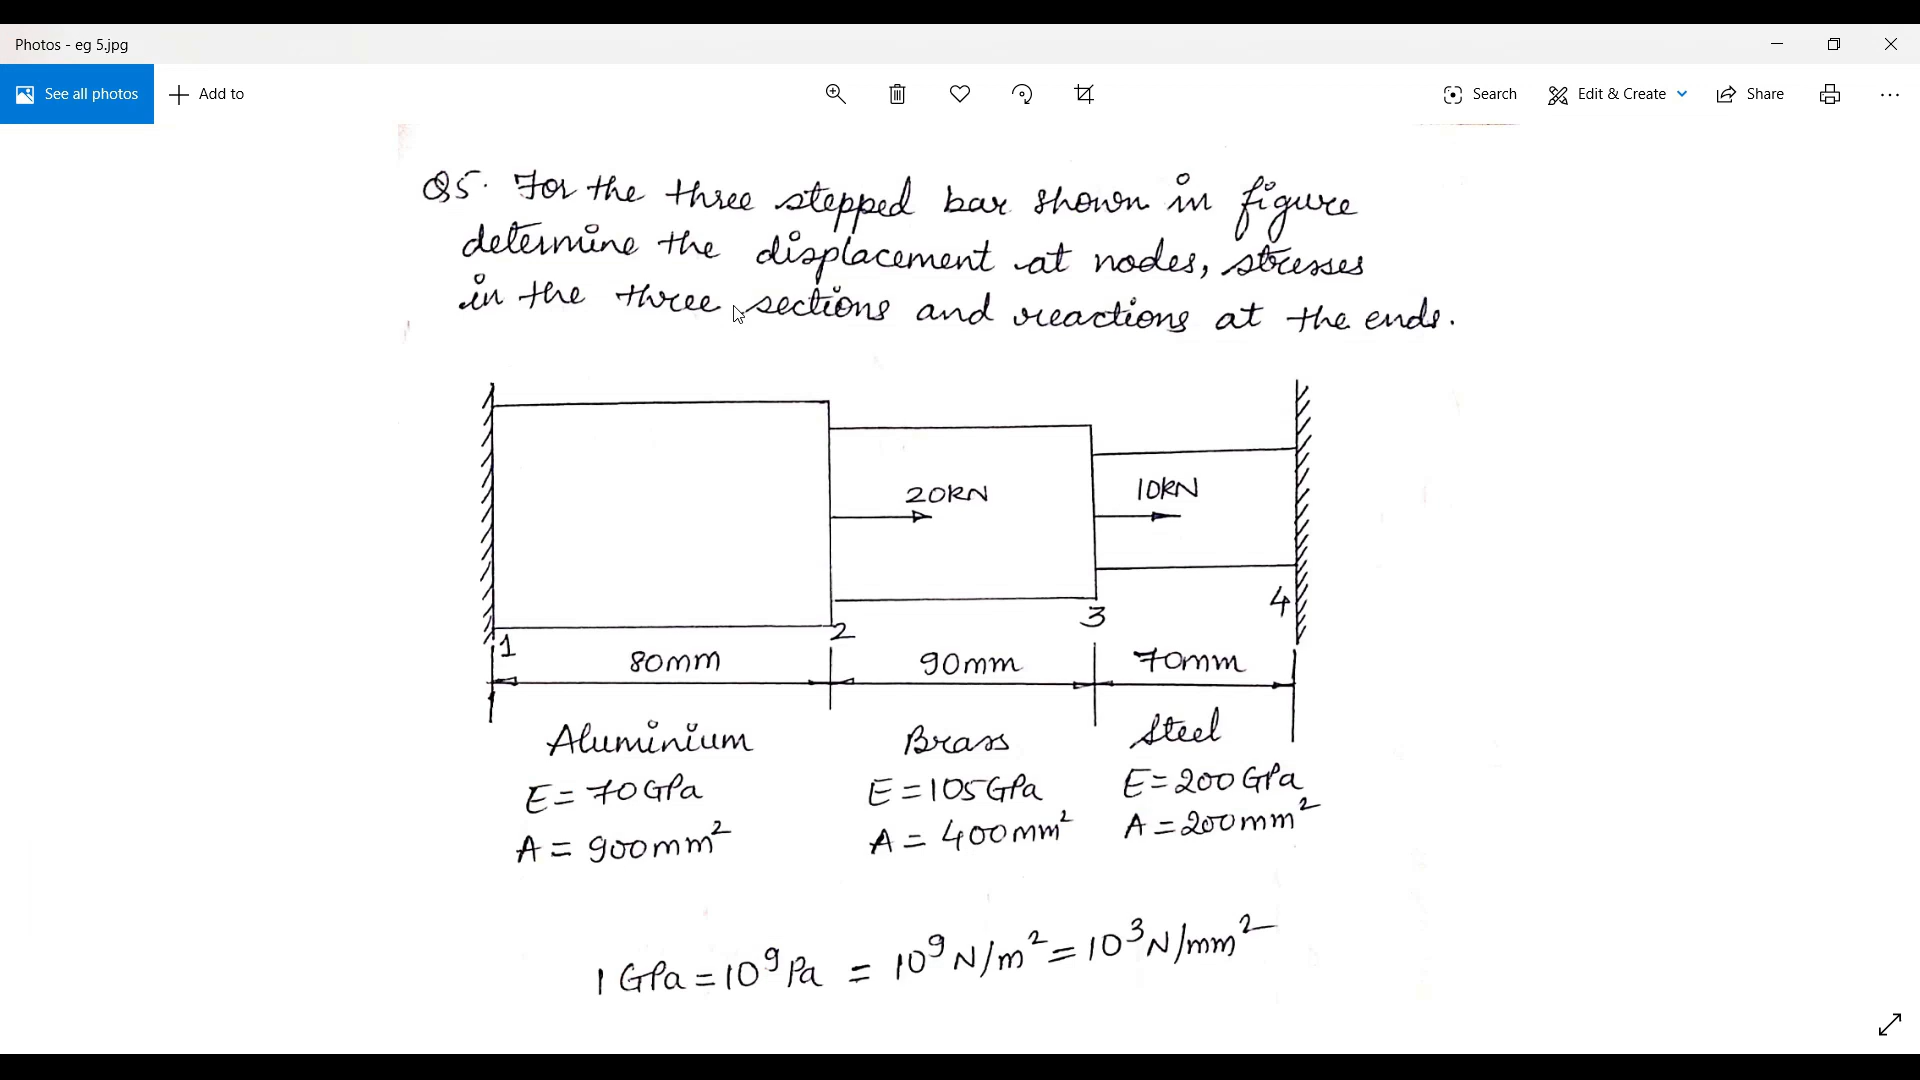 Photos - eg 5.jpg
See all photos
Add to
Search
Edit & Create
Share
Q5. For the three stepped bar shown in figure
determine the displacement at nodes, stresses
in the three sections and reactions at the ends.
20KN
10KN
1
2
3
4
80mm
90mm
70mm
Aluminium
Brass
Steel
E = 70GPa
E = 105GPa
E = 200GPa
A = 900mm²
A = 400mm²
A = 200mm²
1 GPa = 10⁹ Pa = 10⁹ N/m² = 10³ N/mm²